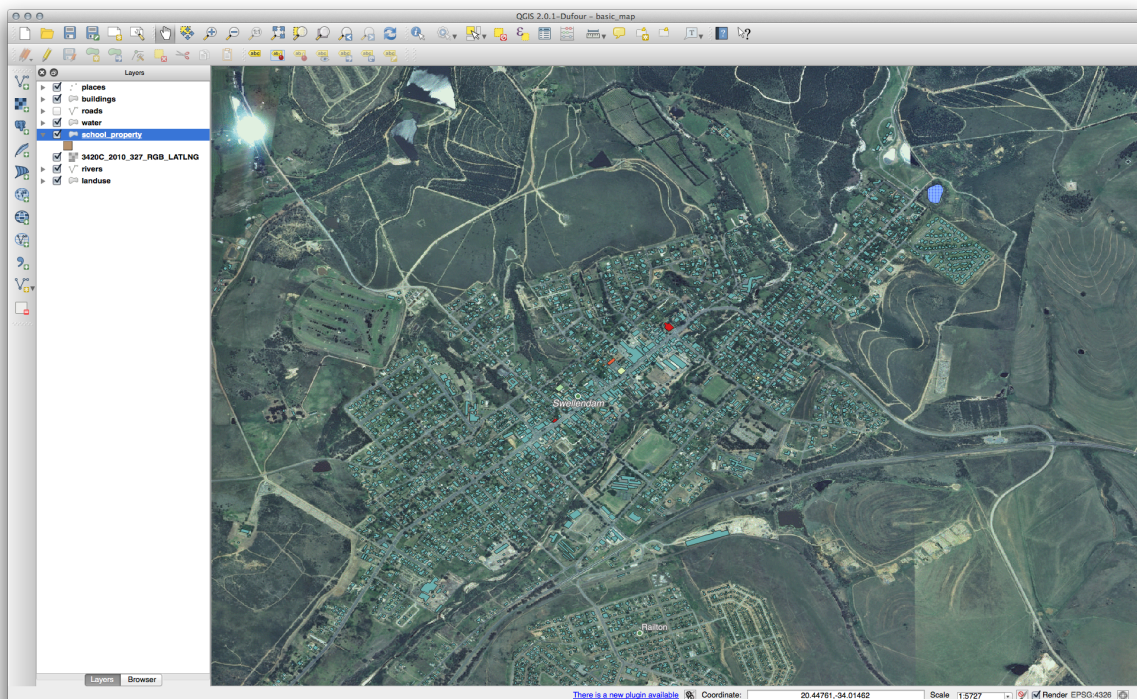 QGIS 2.0.1-Dufour – basic_map
Layers
places
buildings
roads
water
school_property
3420C_2010_327_RGB_LATLNG
rivers
landuse
Swellendam
Railton
Layers Browser
There is a new plugin available Coordinate: 20.44761,-34.01462 Scale 1:5727 Render EPSG:4326